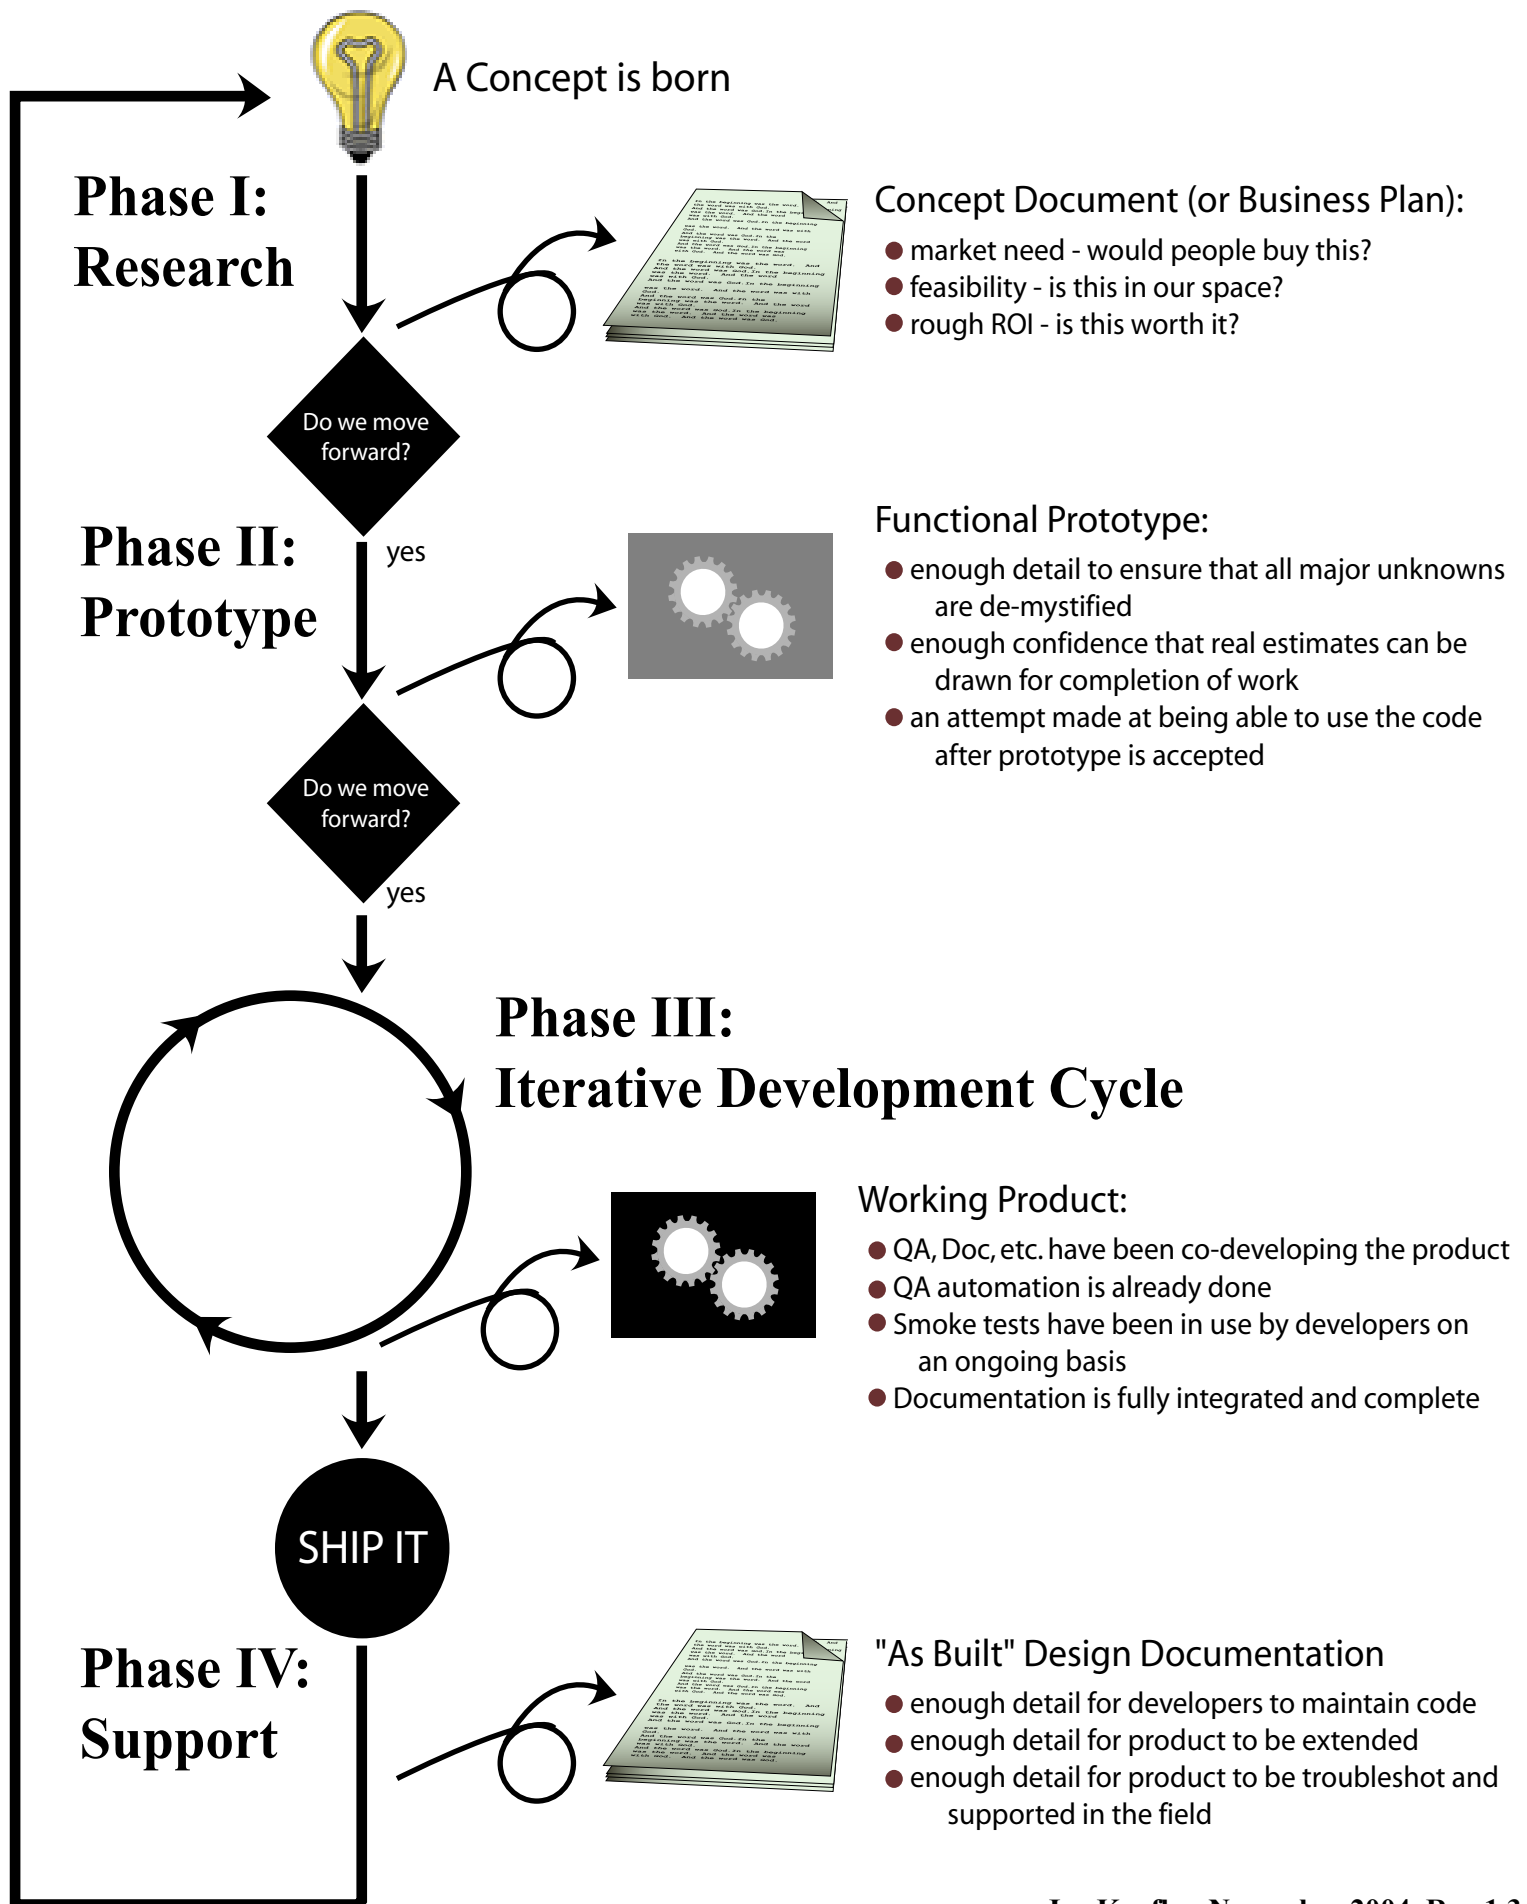 A Concept is born
Phase I:
Research
Concept Document (or Business Plan):
market need - would people buy this?
feasibility - is this in our space?
rough ROI - is this worth it?
Do we move
forward?
yes
Phase II:
Prototype
Functional Prototype:
enough detail to ensure that all major unknowns
are de-mystified
enough confidence that real estimates can be
drawn for completion of work
an attempt made at being able to use the code
after prototype is accepted
Do we move
forward?
yes
Phase III:
Iterative Development Cycle
Working Product:
QA, Doc, etc. have been co-developing the product
QA automation is already done
Smoke tests have been in use by developers on
an ongoing basis
Documentation is fully integrated and complete
SHIP IT
Phase IV:
Support
"As Built" Design Documentation
enough detail for developers to maintain code
enough detail for product to be extended
enough detail for product to be troubleshot and
supported in the field